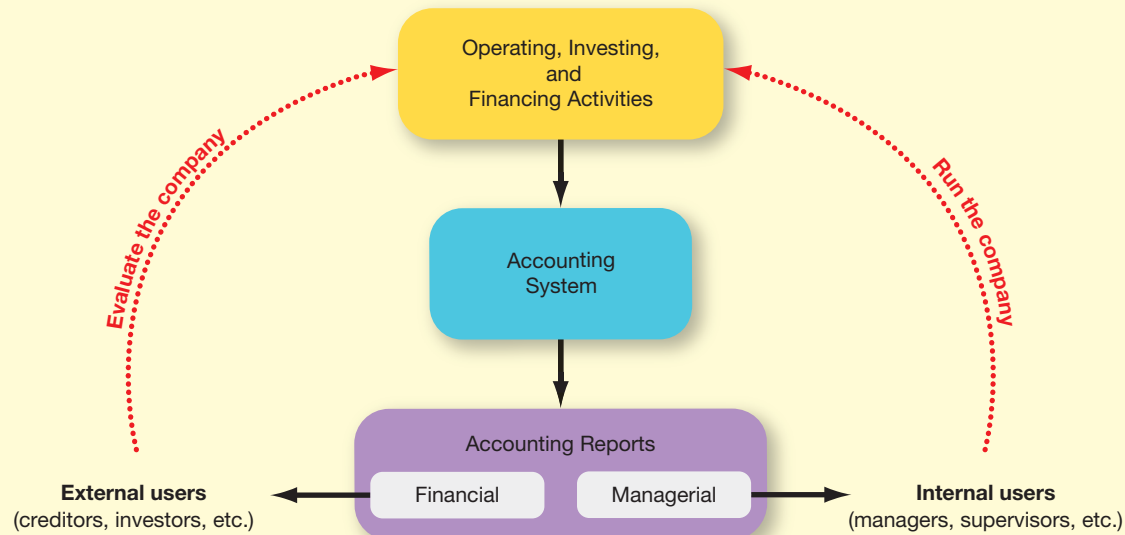 Operating, Investing,
and
Financing Activities
Evaluate the company
Run the company
Accounting
System
Accounting Reports
Financial
Managerial
External users
(creditors, investors, etc.)
Internal users
(managers, supervisors, etc.)